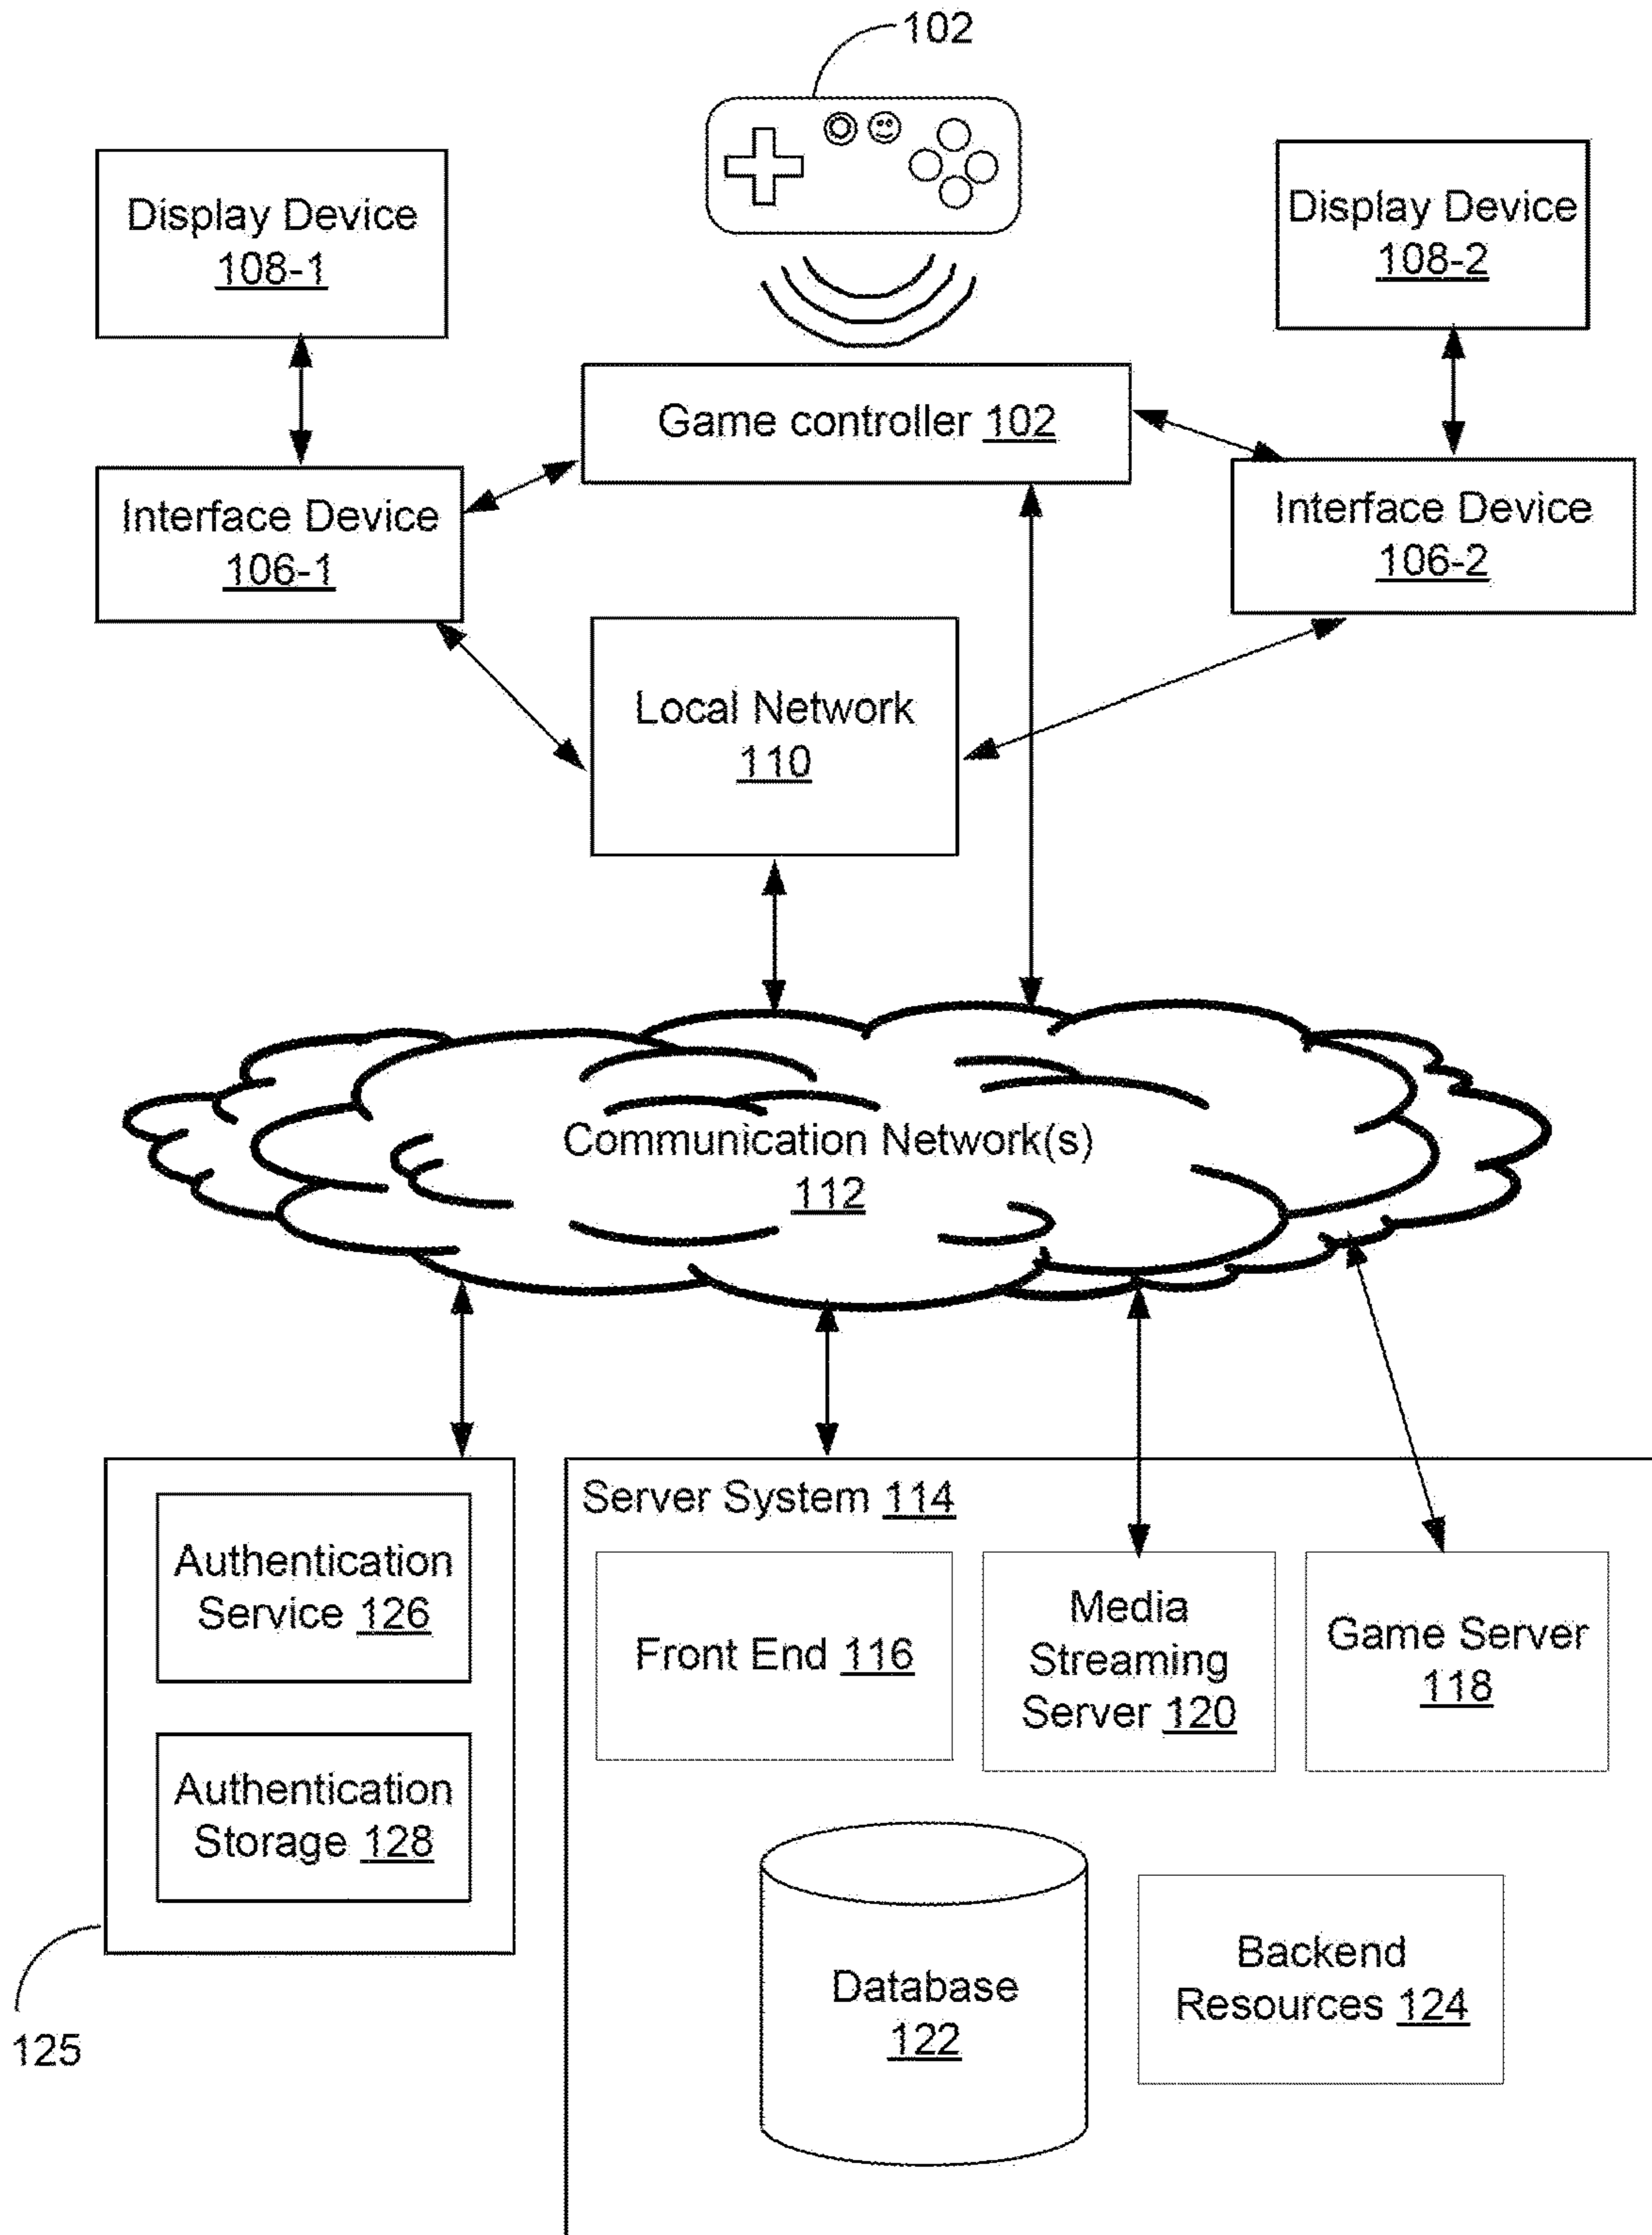 102
Display Device
108-1
Display Device
108-2
Game controller 102
Interface Device
106-1
Interface Device
106-2
Local Network
110
Communication Network(s)
112
Server System 114
Authentication
Service 126
Front End 116
Media
Streaming
Server 120
Game Server
118
Authentication
Storage 128
Database
122
Backend
Resources 124
125